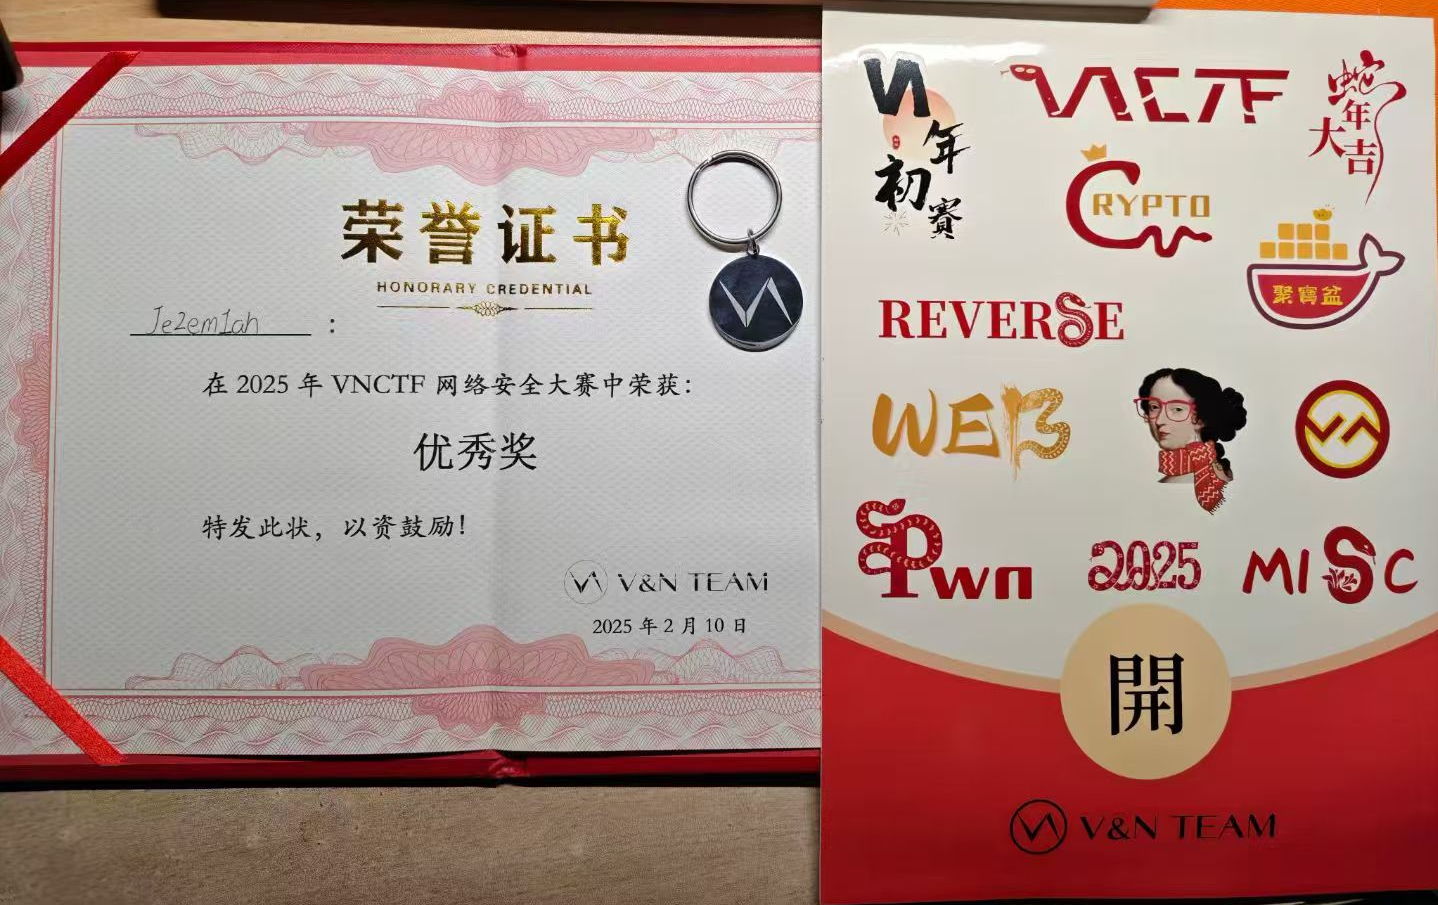 荣誉证书
HONORARY CREDENTIAL
Je2em1ah :
在 2025 年 VNCTF 网络安全大赛中荣获：
优秀奖
特发此状，以资鼓励！
V&N TEAM
2025 年 2 月 10 日
VN
年
初
赛
VNCTF
蛇年
大吉
CRYPTO
聚寶盆
REVERSE
WEB
Pwn
2025
MISC
開
V&N TEAM